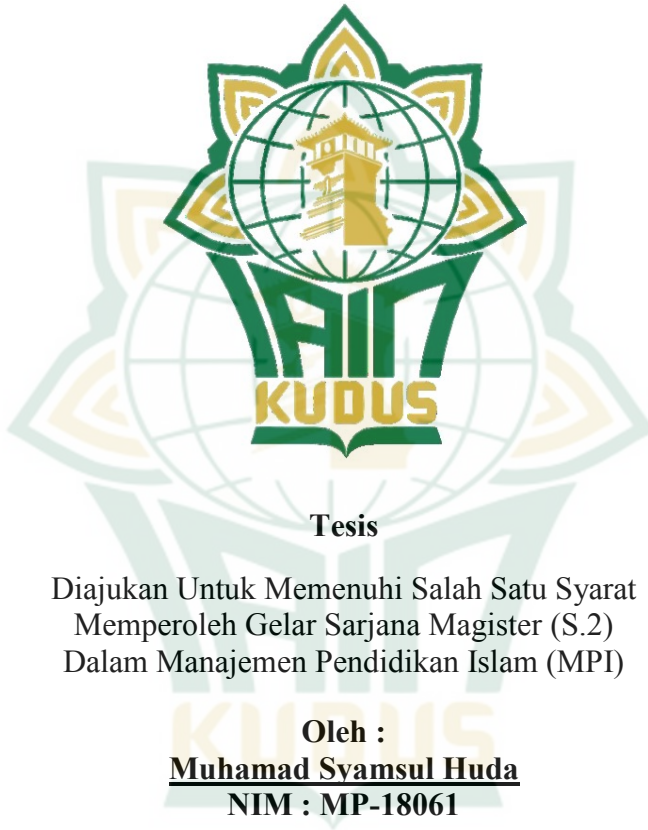 IAIN
KUDUS
Tesis
Diajukan Untuk Memenuhi Salah Satu Syarat
Memperoleh Gelar Sarjana Magister (S.2)
Dalam Manajemen Pendidikan Islam (MPI)
Oleh :
Muhamad Syamsul Huda
NIM : MP-18061